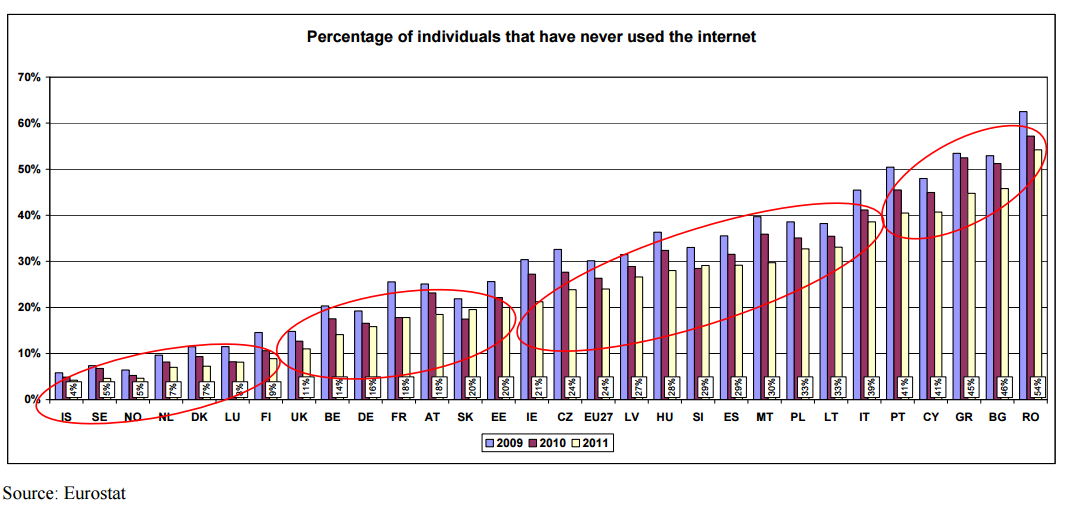 Percentage of individuals that have never used the internet
70%
60%
50%
40%
30%
20%
10%
0%
4% 5% 5% 7% 7% 8% 9% 11% 14% 16% 18% 18% 20% 20% 21% 24% 24% 27% 28% 29% 29% 30% 33% 33% 39% 41% 41% 45% 46% 54%
IS SE NO NL DK LU FI UK BE DE FR AT SK EE IE CZ EU27 LV HU SI ES MT PL LT IT PT CY GR BG RO
2009 2010 2011
Source: Eurostat